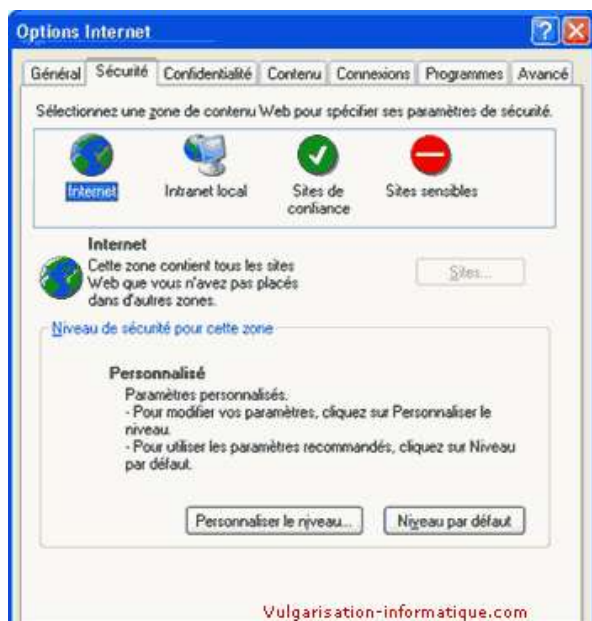 Options Internet
Général Sécurité Confidentialité Contenu Connexions Programmes Avancé
Sélectionnez une zone de contenu Web pour spécifier ses paramètres de sécurité.
Internet Intranet local Sites de confiance Sites sensibles
Internet
Cette zone contient tous les sites
Web que vous n'avez pas placés
dans d'autres zones.
Sites...
Niveau de sécurité pour cette zone
Personnalisé
Paramètres personnalisés.
- Pour modifier vos paramètres, cliquez sur Personnaliser le
niveau.
- Pour utiliser les paramètres recommandés, cliquez sur Niveau
par défaut.
Personnaliser le niveau... Niveau par défaut
Vulgarisation-informatique.com